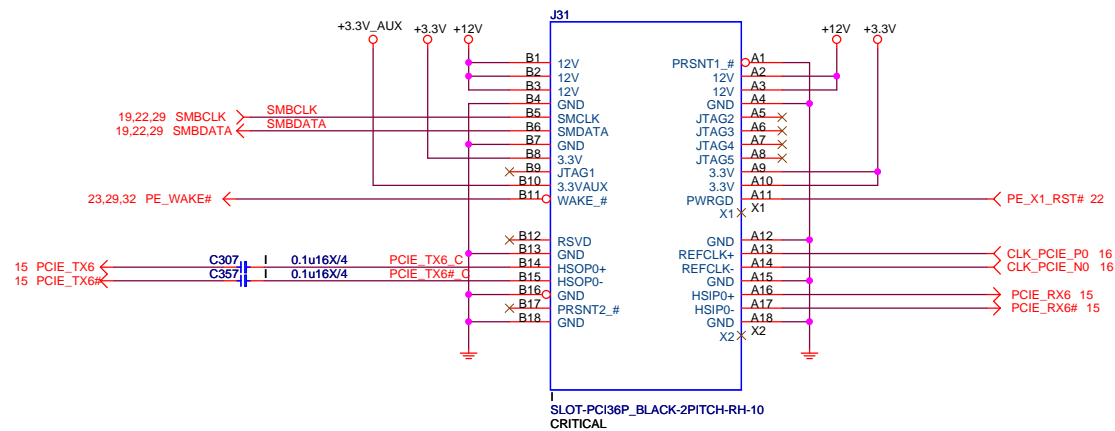 J31
+3.3V_AUX +3.3V +12V +12V +3.3V
B1 12V PRSNT1_# A1
B2 12V 12V A2
B3 12V 12V A3
B4 GND GND A4
19,22,29 SMBCLK SMBCLK B5 SMCLK JTAG2 A5
19,22,29 SMBDATA SMBDATA B6 SMDATA JTAG3 A6
B7 GND JTAG4 A7
B8 3.3V JTAG5 A8
B9 JTAG1 3.3V A9
B10 3.3VAUX 3.3V A10
23,29,32 PE_WAKE# B11 WAKE_# PWRGD A11 PE_X1_RST# 22
X1 X1
B12 RSVD GND A12
B13 GND REFCLK+ A13 CLK_PCIE_P0 16
15 PCIE_TX6 C307 I 0.1u16X/4 PCIE_TX6_C B14 HSOP0+ REFCLK- A14 CLK_PCIE_N0 16
15 PCIE_TX6# C357 I 0.1u16X/4 PCIE_TX6#_C B15 HSOP0- GND A15
B16 GND HSIP0+ A16 PCIE_RX6 15
B17 PRSNT2_# HSIP0- A17 PCIE_RX6# 15
B18 GND GND A18
X2 X2
I
SLOT-PCI36P_BLACK-2PITCH-RH-10
CRITICAL